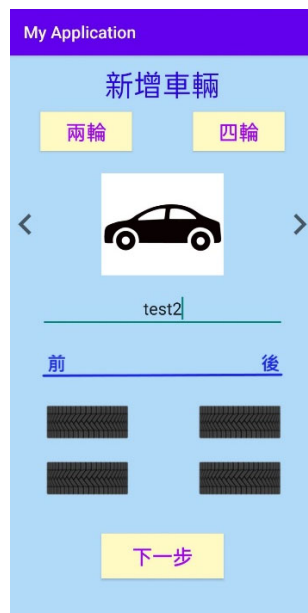 My Application
新增車輛
兩輪 四輪
test2
前 後
下一步